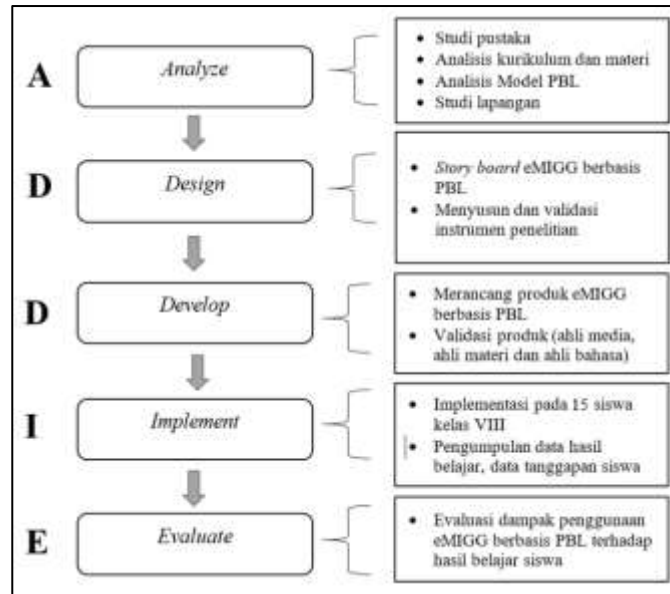 A
Analyze
• Studi pustaka
• Analisis kurikulum dan materi
• Analisis Model PBL
• Studi lapangan
D
Design
• Story board eMIGG berbasis
PBL
• Menyusun dan validasi
instrumen penelitian
D
Develop
• Merancang produk eMIGG
berbasis PBL
• Validasi produk (ahli media,
ahli materi dan ahli bahasa)
I
Implement
• Implementasi pada 15 siswa
kelas VIII
• Pengumpulan data hasil
belajar, data tanggapan siswa
E
Evaluate
• Evaluasi dampak penggunaan
eMIGG berbasis PBL terhadap
hasil belajar siswa